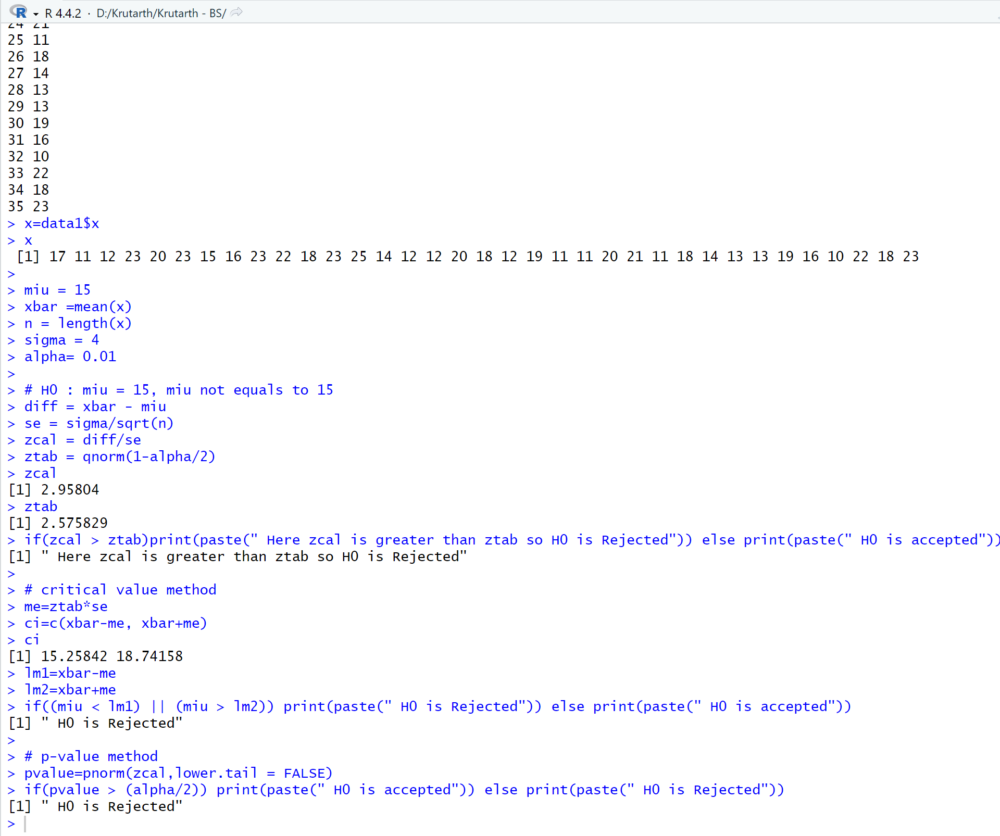 R 4.4.2 · D:/Krutarth/Krutarth - BS/
24 21
25 11
26 18
27 14
28 13
29 13
30 19
31 16
32 10
33 22
34 18
35 23
> x=data1$x
> x
[1] 17 11 12 23 20 23 15 16 23 22 18 23 25 14 12 12 20 18 12 19 11 11 20 21 11 18 14 13 13 19 16 10 22 18 23
>
> miu = 15
> xbar =mean(x)
> n = length(x)
> sigma = 4
> alpha= 0.01
>
> # H0 : miu = 15, miu not equals to 15
> diff = xbar - miu
> se = sigma/sqrt(n)
> zcal = diff/se
> ztab = qnorm(1-alpha/2)
> zcal
[1] 2.95804
> ztab
[1] 2.575829
> if(zcal > ztab)print(paste(" Here zcal is greater than ztab so H0 is Rejected")) else print(paste(" H0 is accepted"))
[1] " Here zcal is greater than ztab so H0 is Rejected"
>
> # critical value method
> me=ztab*se
> ci=c(xbar-me, xbar+me)
> ci
[1] 15.25842 18.74158
> lm1=xbar-me
> lm2=xbar+me
> if((miu < lm1) || (miu > lm2)) print(paste(" H0 is Rejected")) else print(paste(" H0 is accepted"))
[1] " H0 is Rejected"
>
> # p-value method
> pvalue=pnorm(zcal,lower.tail = FALSE)
> if(pvalue > (alpha/2)) print(paste(" H0 is accepted")) else print(paste(" H0 is Rejected"))
[1] " H0 is Rejected"
>